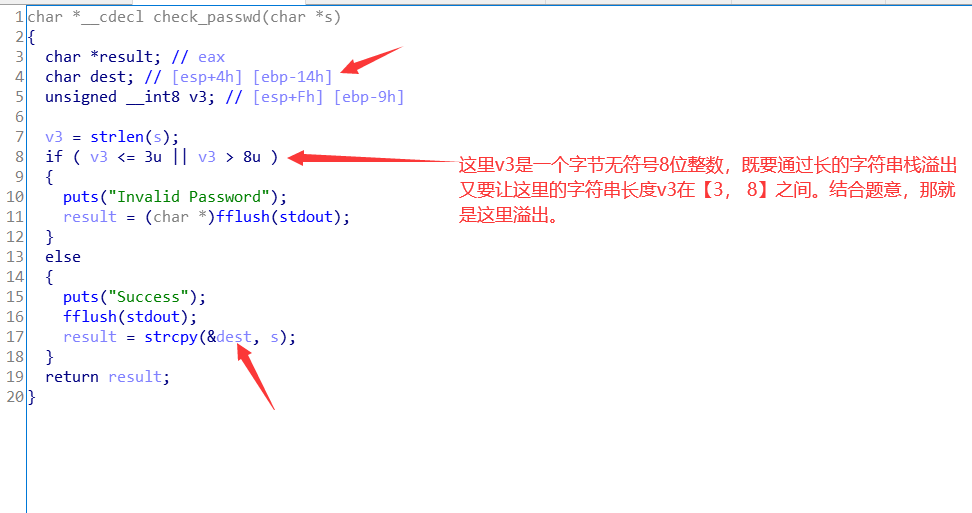 1 char *__cdecl check_passwd(char *s)
2 {
3   char *result; // eax
4   char dest; // [esp+4h] [ebp-14h]
5   unsigned __int8 v3; // [esp+Fh] [ebp-9h]
6
7   v3 = strlen(s);
8   if ( v3 <= 3u || v3 > 8u )
这里v3是一个字节无符号8位整数，既要通过长的字符串栈溢出
又要让这里的字符串长度v3在【3， 8】之间。结合题意，那就
是这里溢出。
9   {
10     puts("Invalid Password");
11     result = (char *)fflush(stdout);
12   }
13   else
14   {
15     puts("Success");
16     fflush(stdout);
17     result = strcpy(&dest, s);
18   }
19   return result;
20 }